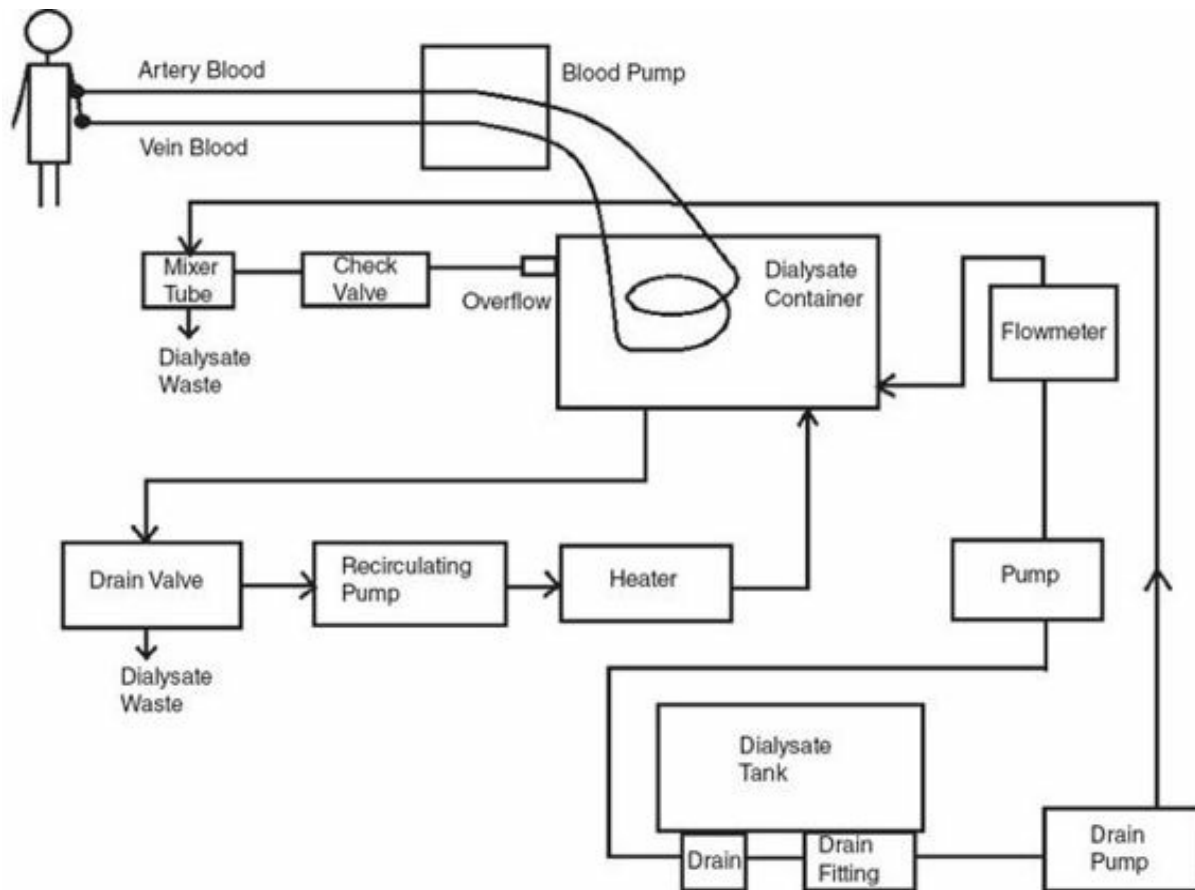 Artery Blood
Blood Pump
Vein Blood
Mixer
Tube
Check
Valve
Overflow
Dialysate
Container
Flowmeter
Dialysate
Waste
Drain Valve
Recirculating
Pump
Heater
Pump
Dialysate
Waste
Dialysate
Tank
Drain
Drain
Fitting
Drain
Pump